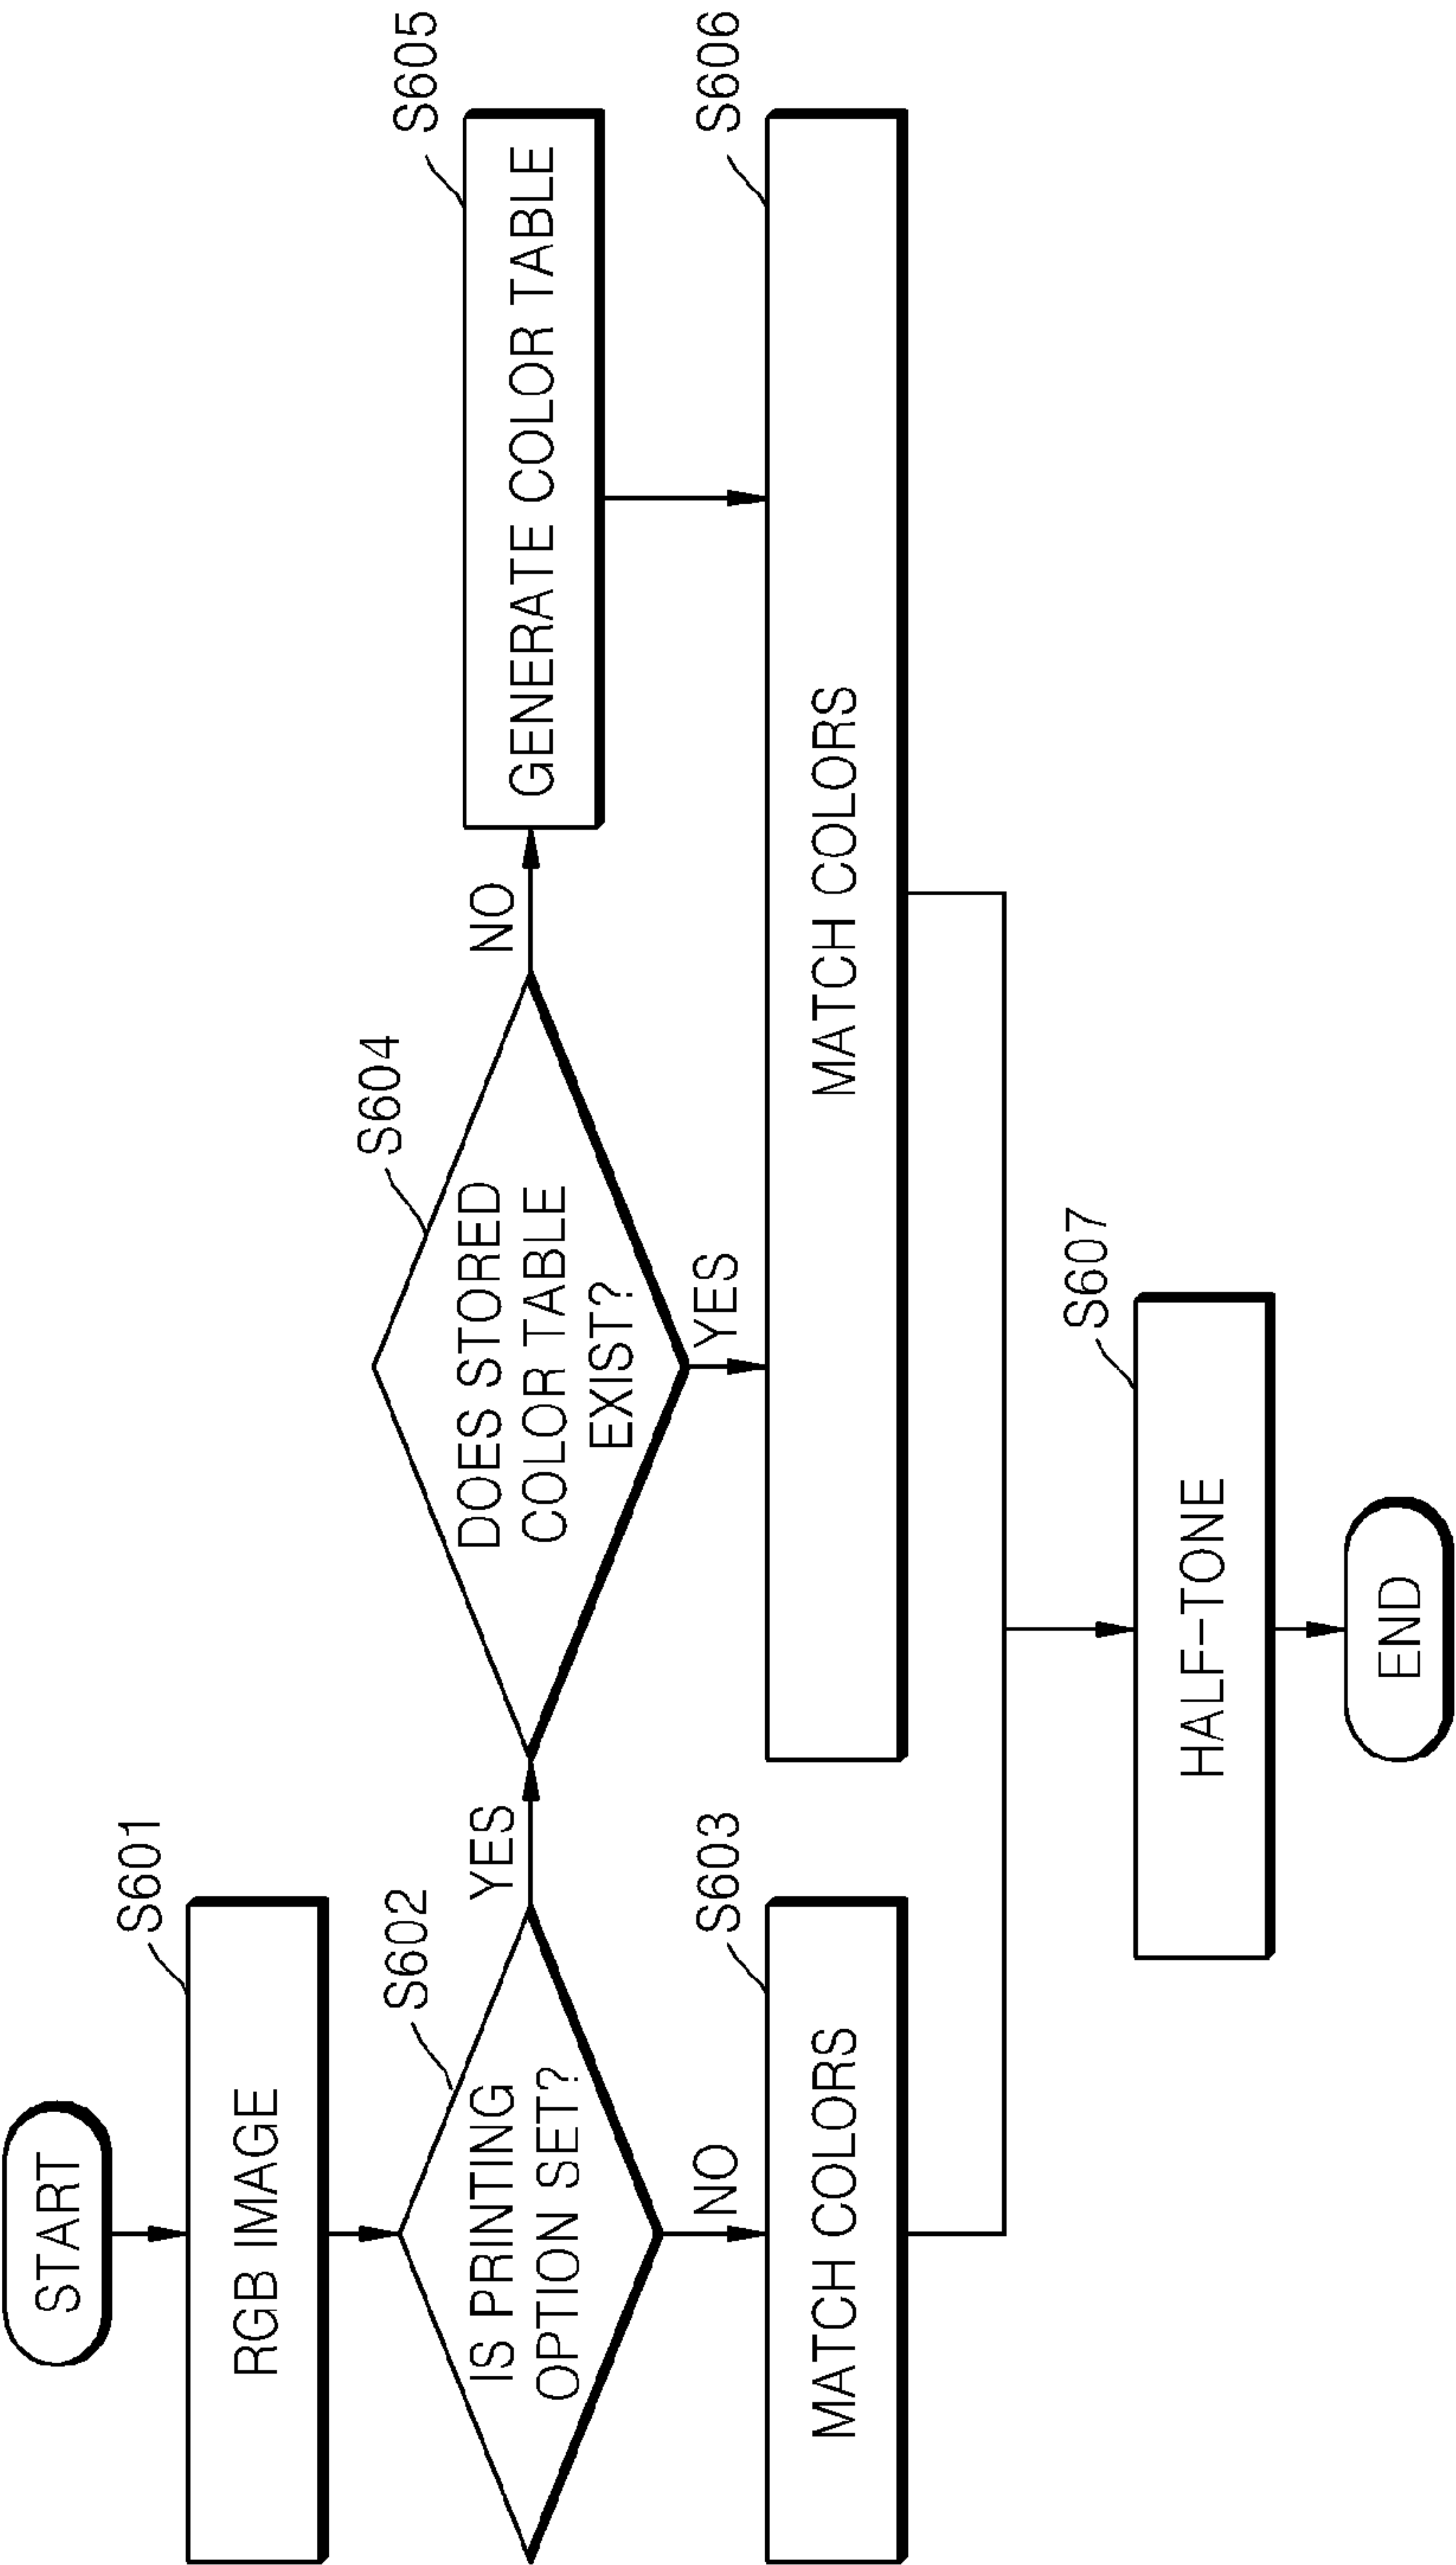 START
S601
RGB IMAGE
S602
IS PRINTING
OPTION SET?
YES
NO
S603
MATCH COLORS
S604
DOES STORED
COLOR TABLE
EXIST?
NO
YES
S605
GENERATE COLOR TABLE
S606
MATCH COLORS
S607
HALF-TONE
END